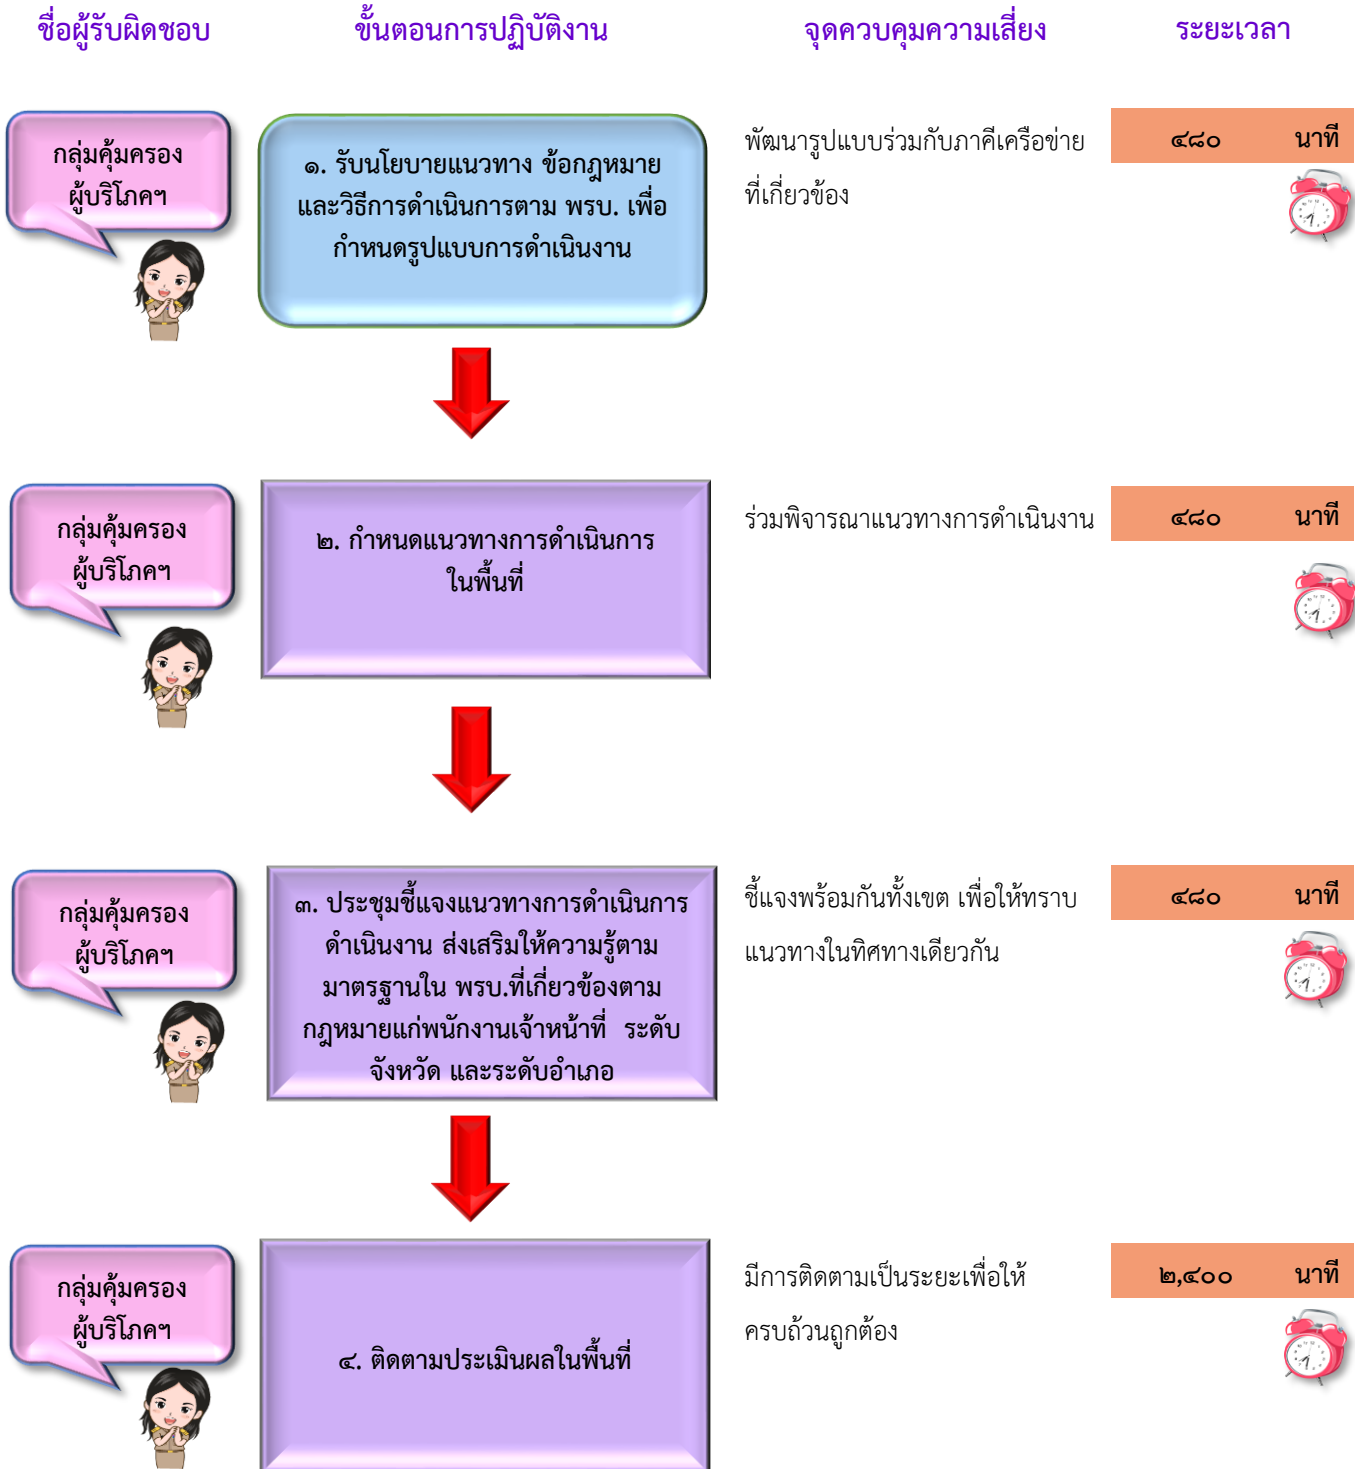 ชื่อผู้รับผิดชอบ ขั้นตอนการปฏิบัติงาน จุดควบคุมความเสี่ยง ระยะเวลา
กลุ่มคุ้มครอง
ผู้บริโภคฯ
๑. รับนโยบายแนวทาง ข้อกฎหมาย
และวิธีการดำเนินการตาม พรบ. เพื่อ
กำหนดรูปแบบการดำเนินงาน
พัฒนารูปแบบร่วมกับภาคีเครือข่าย
ที่เกี่ยวข้อง
๔๘๐ นาที
กลุ่มคุ้มครอง
ผู้บริโภคฯ
๒. กำหนดแนวทางการดำเนินการ
ในพื้นที่
ร่วมพิจารณาแนวทางการดำเนินงาน
๔๘๐ นาที
กลุ่มคุ้มครอง
ผู้บริโภคฯ
๓. ประชุมชี้แจงแนวทางการดำเนินการ
ดำเนินงาน ส่งเสริมให้ความรู้ตาม
มาตรฐานใน พรบ.ที่เกี่ยวข้องตาม
กฎหมายแก่พนักงานเจ้าหน้าที่ ระดับ
จังหวัด และระดับอำเภอ
ชี้แจงพร้อมกันทั้งเขต เพื่อให้ทราบ
แนวทางในทิศทางเดียวกัน
๔๘๐ นาที
กลุ่มคุ้มครอง
ผู้บริโภคฯ
๔. ติดตามประเมินผลในพื้นที่
มีการติดตามเป็นระยะเพื่อให้
ครบถ้วนถูกต้อง
๒,๔๐๐ นาที